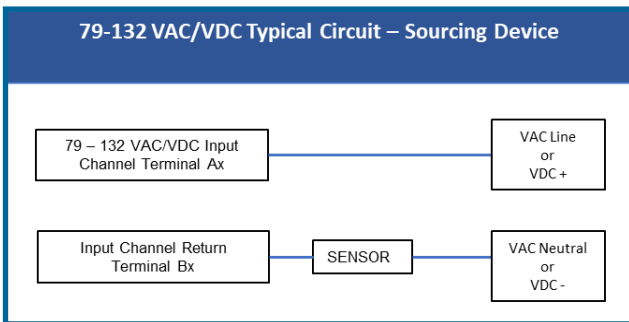 79-132 VAC/VDC Typical Circuit – Sourcing Device
79 – 132 VAC/VDC Input
Channel Terminal Ax
VAC Line
or
VDC +
Input Channel Return
Terminal Bx
SENSOR
VAC Neutral
or
VDC -